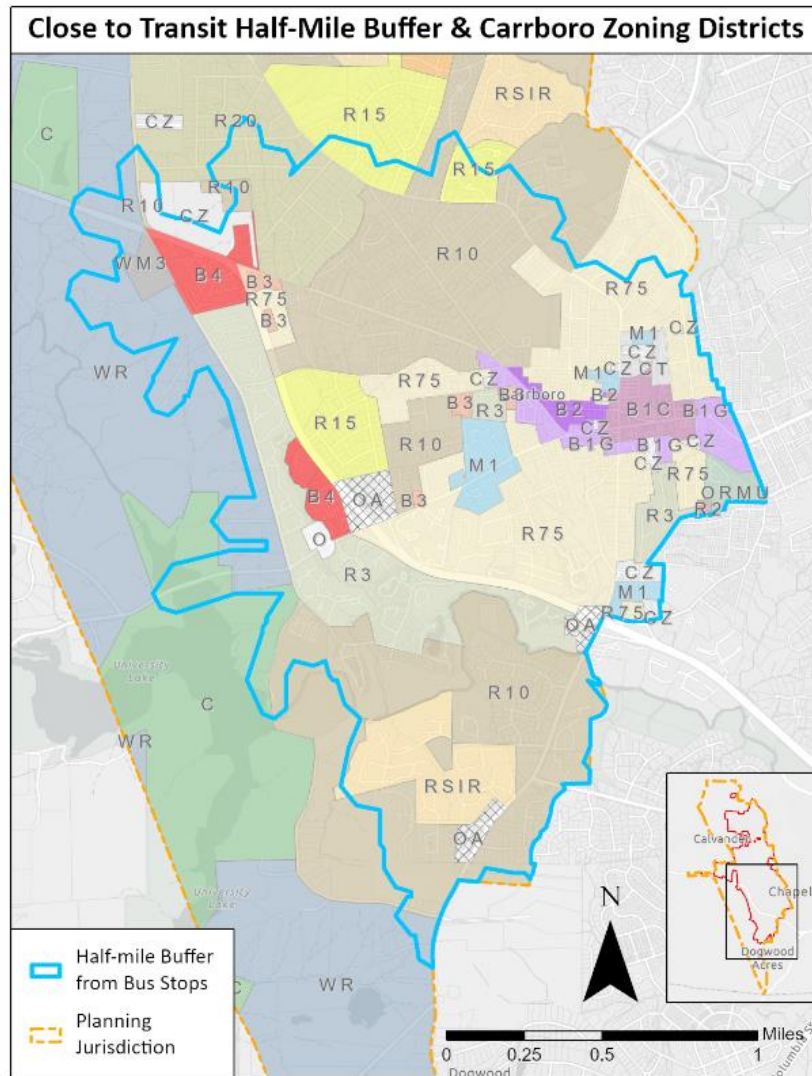 Close to Transit Half-Mile Buffer & Carrboro Zoning Districts
RSIR
C
CZ
R20
R15
R15
R10
R10
CZ
R10
WM3
B4
B3
R75
B3
R75
M1
CZ
CZ
WR
R75
CZ
M1
CZ
CT
Carrboro
B3
B2
R15
B3
R3
B2
B1C
B1G
R10
CZ
B1G
B1G
CZ
M1
CZ
R75
B4
OA
B3
ORMU
R2
R3
O
R75
R3
CZ
M1
R75
CZ
OA
University
Lake
R10
C
WR
RSIR
OA
Calvander
Chapel
Dogwood
Acres
University
Lake
N
Half-mile Buffer
from Bus Stops
WR
C
Planning
Jurisdiction
Miles
0 0.25 0.5 1
Dogwood
Columbia S